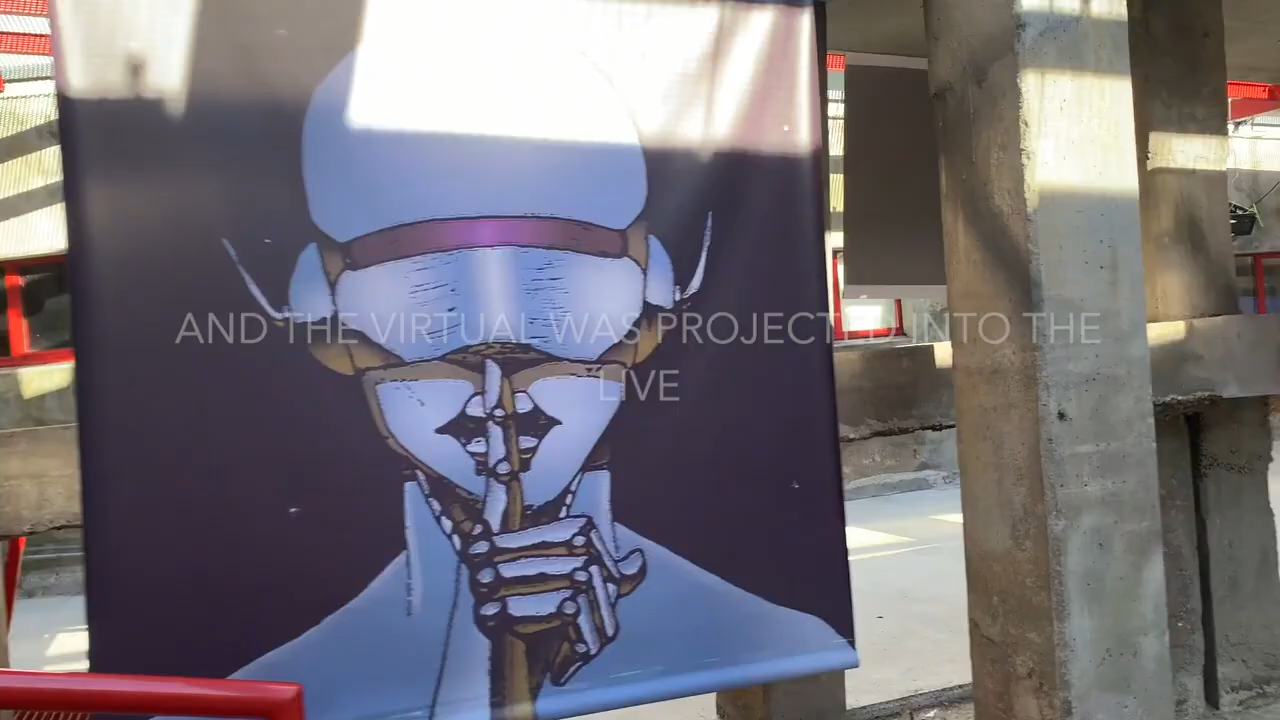 AND THE VIRTUAL WAS PROJECTED INTO THE
LIVE